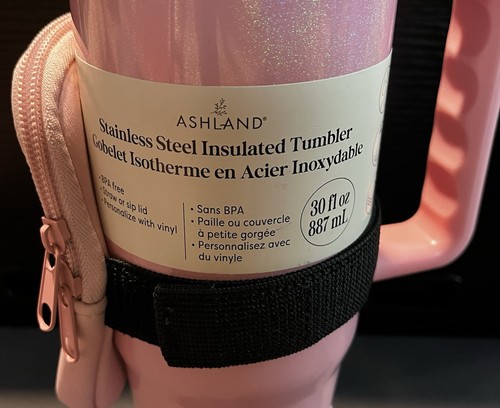 ASHLAND®
Stainless Steel Insulated Tumbler
Gobelet Isotherme en Acier Inoxydable
• BPA free
• Straw or sip lid
• Personalize with vinyl
• Sans BPA
• Paille ou couvercle
à petite gorgée
• Personnalisez avec
du vinyle
30 fl oz
887 mL